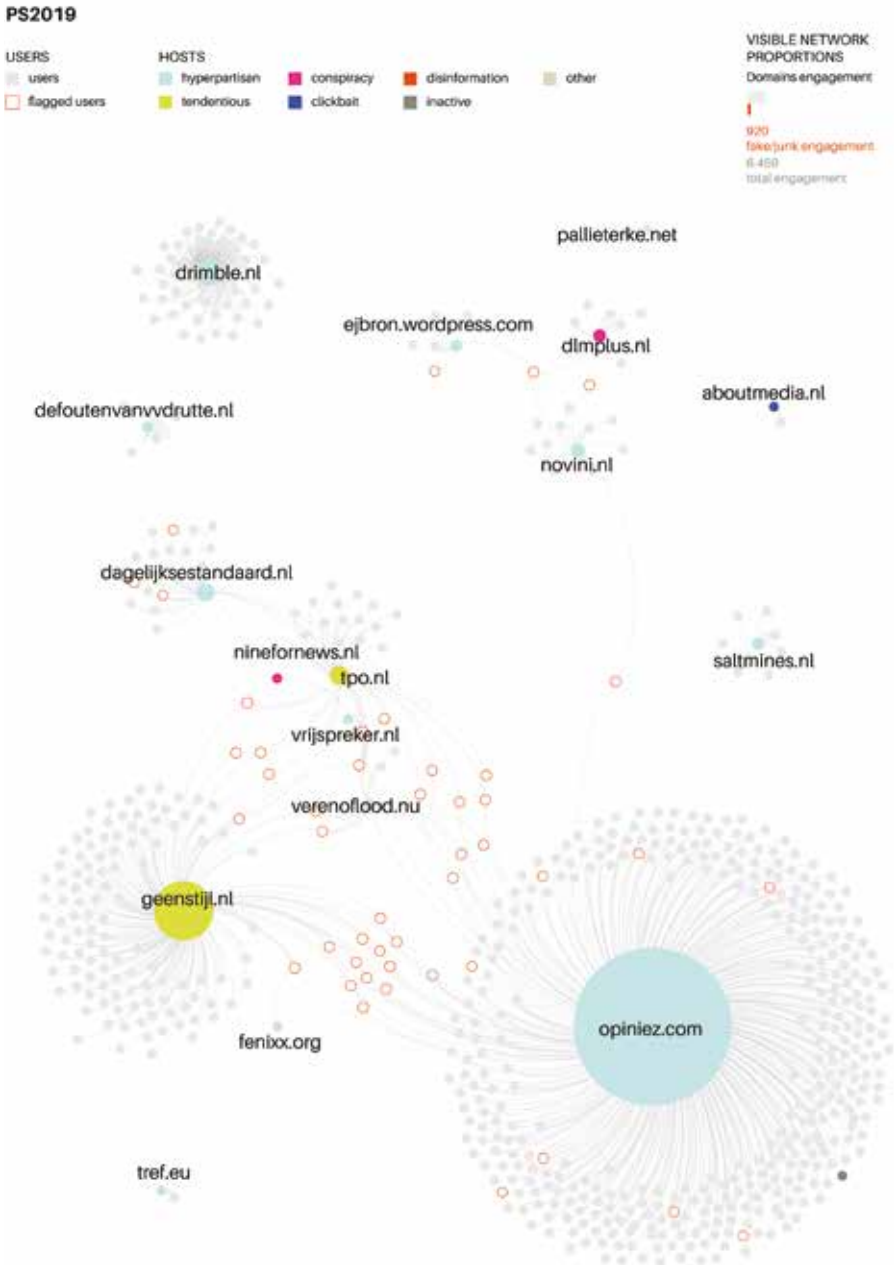 PS2019
USERS
users
flagged users
HOSTS
hyperpartisen
tendentious
conspiracy
clickbait
disinformation
inactive
other
VISIBLE NETWORK
PROPORTIONS
Domains engagement
920
fake/junk engagement
6.459
total engagement
pallieterke.net
drimble.nl
ejbron.wordpress.com
dlmplus.nl
aboutmedia.nl
defoutenvanvvdrutte.nl
novini.nl
dagelijksestandaard.nl
ninefornews.nl
saltmines.nl
tpo.nl
vrijspreker.nl
verenoflood.nu
geenstijl.nl
opiniez.com
fenixx.org
tref.eu